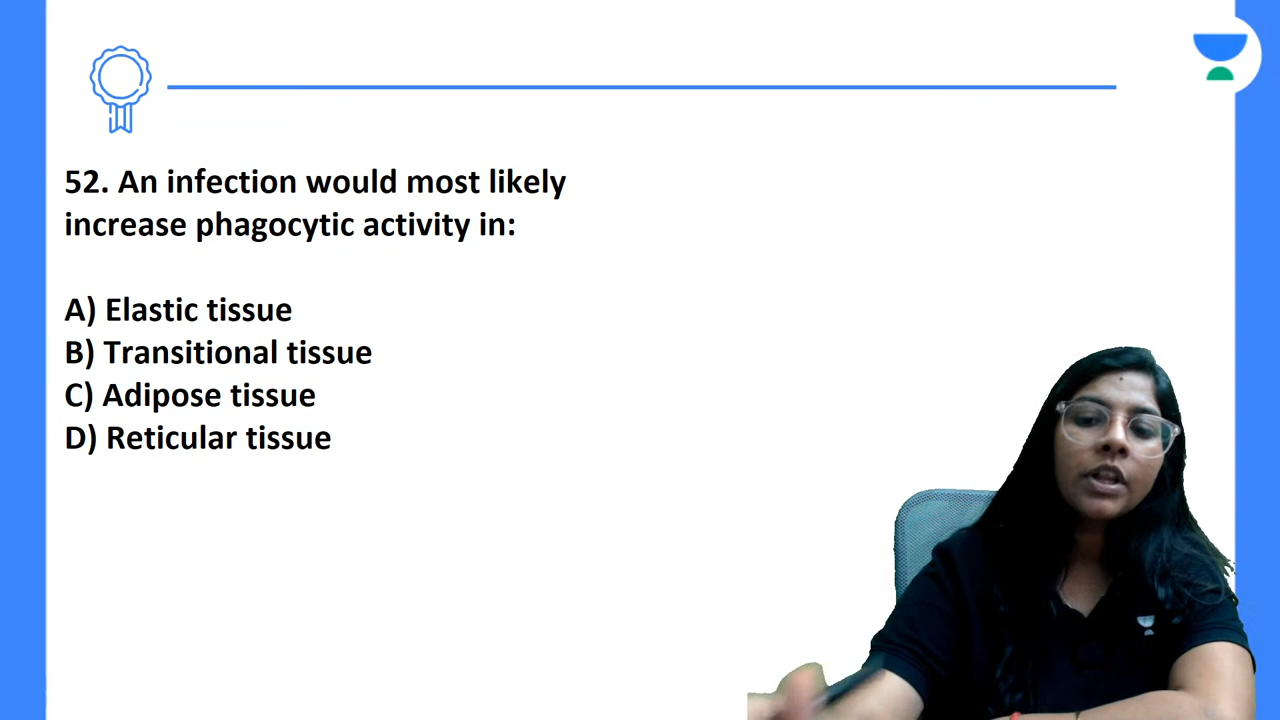 52. An infection would most likely
increase phagocytic activity in:
A) Elastic tissue
B) Transitional tissue
C) Adipose tissue
D) Reticular tissue